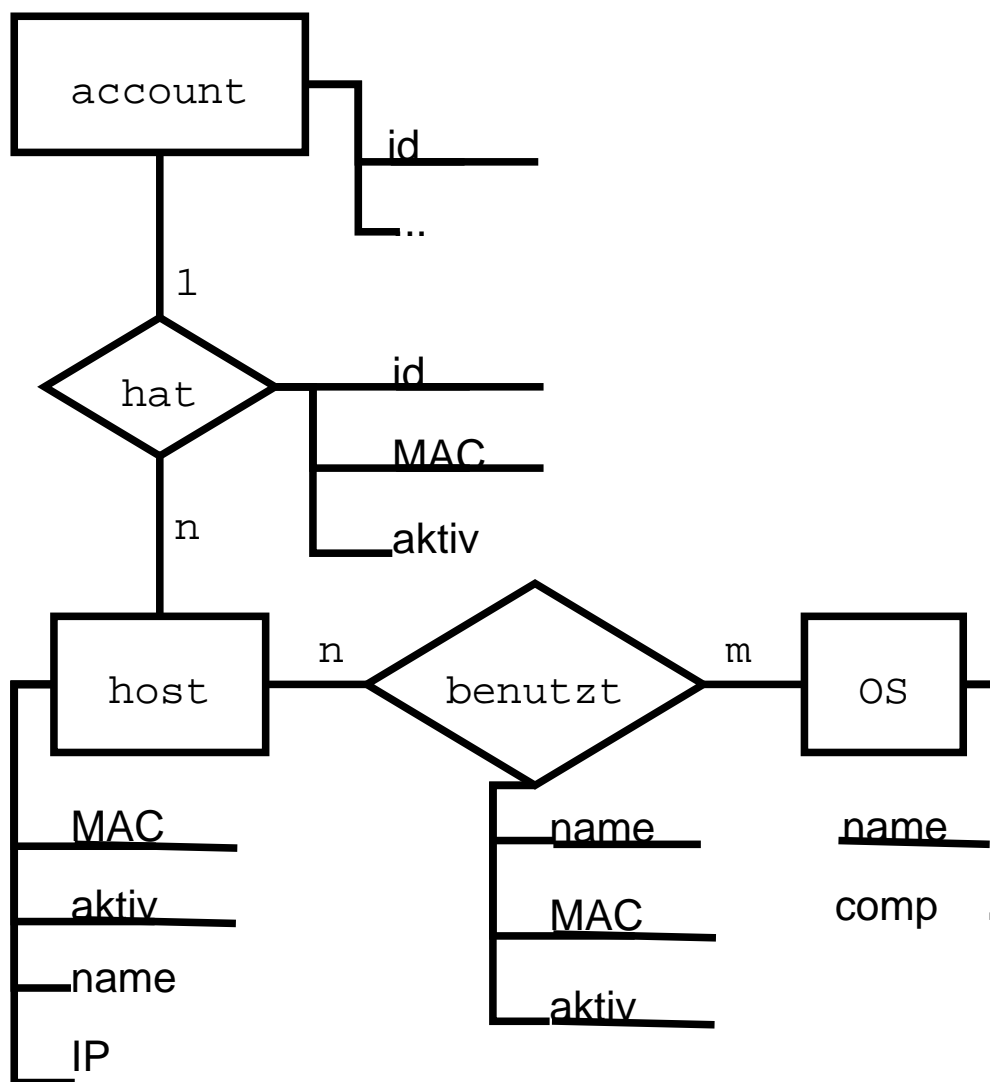 account
id
...
1
hat
id
MAC
aktiv
n
host
n
benutzt
m
OS
MAC
aktiv
name
IP
name
MAC
aktiv
name
comp